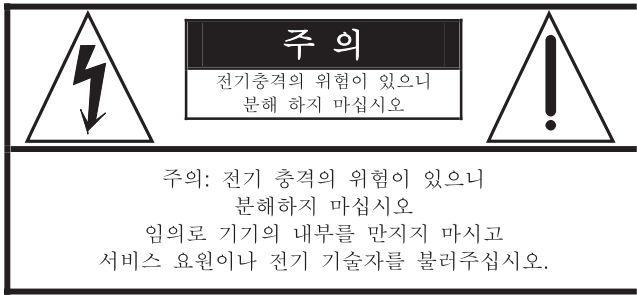 주 의
전기충격의 위험이 있으니
분해 하지 마십시오
주의: 전기 충격의 위험이 있으니
분해하지 마십시오
임의로 기기의 내부를 만지지 마시고
서비스 요원이나 전기 기술자를 불러주십시오.